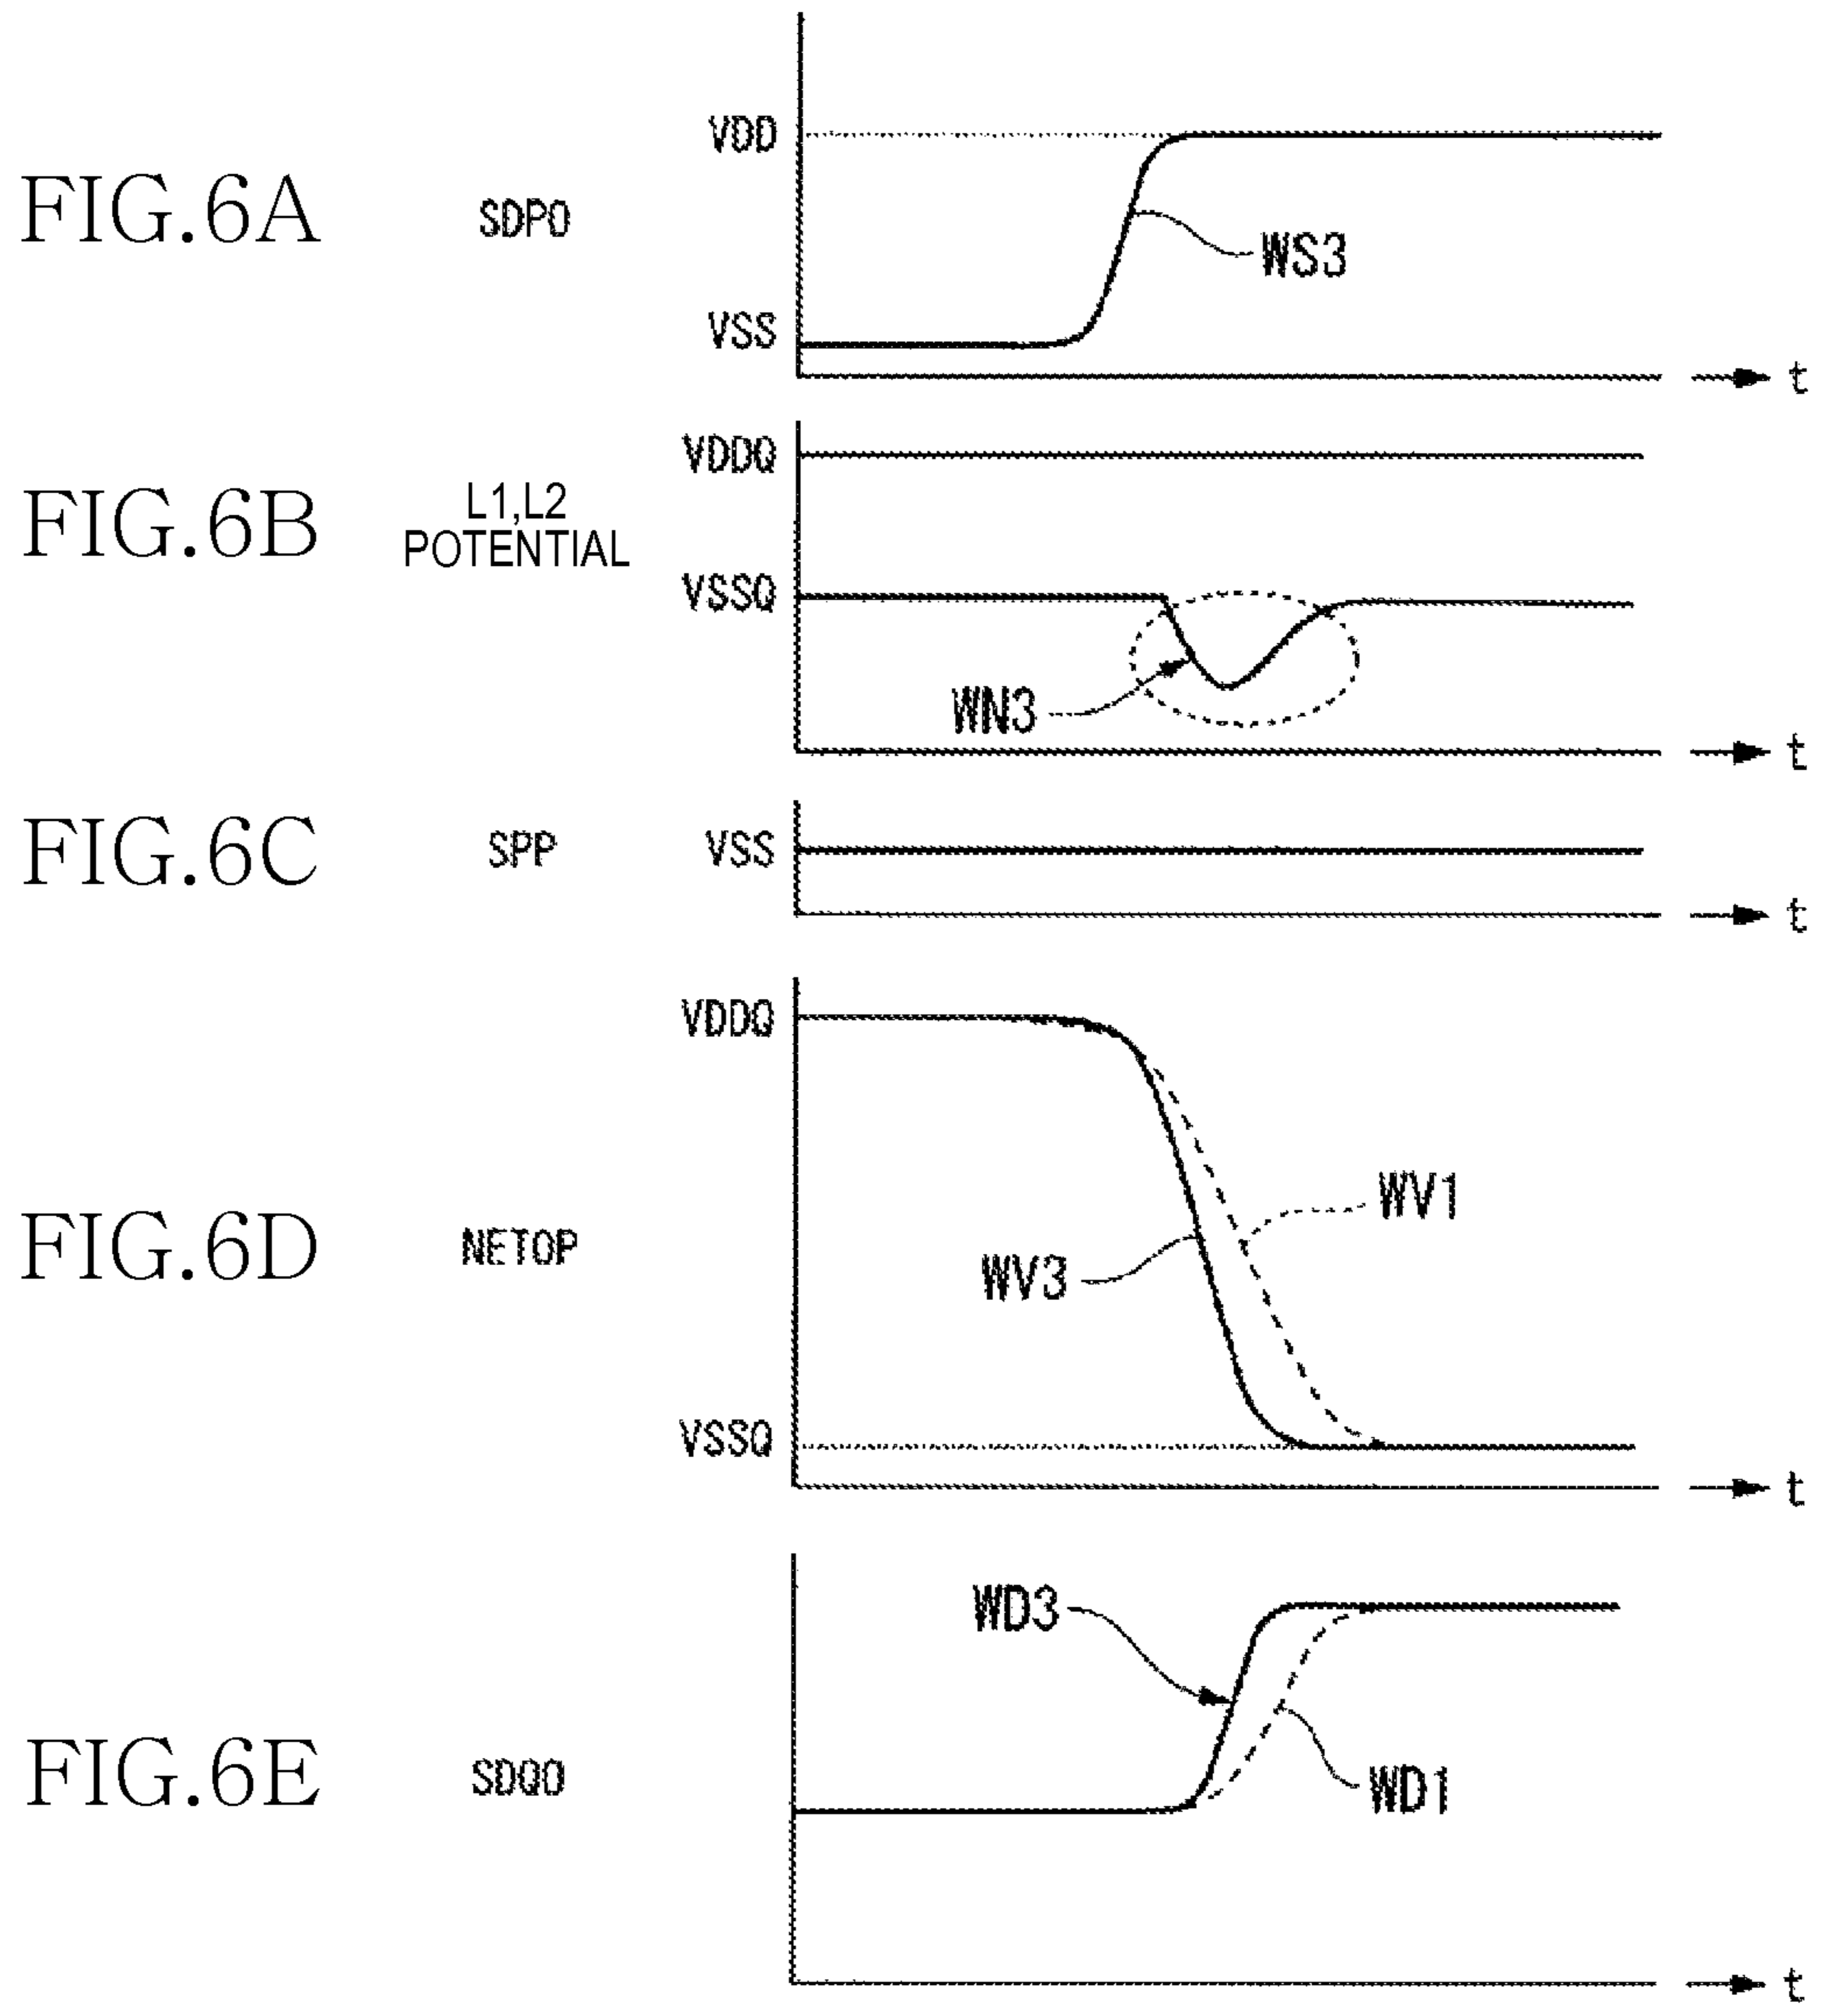 FIG.6A
SDP0
VDD
VSS
WS3
t
FIG.6B
L1,L2
POTENTIAL
VDDQ
VSSQ
WN3
t
FIG.6C
SPP
VSS
t
FIG.6D
NETOP
VDDQ
VSSQ
WV1
WV3
t
FIG.6E
SDQ0
WD3
WD1
t